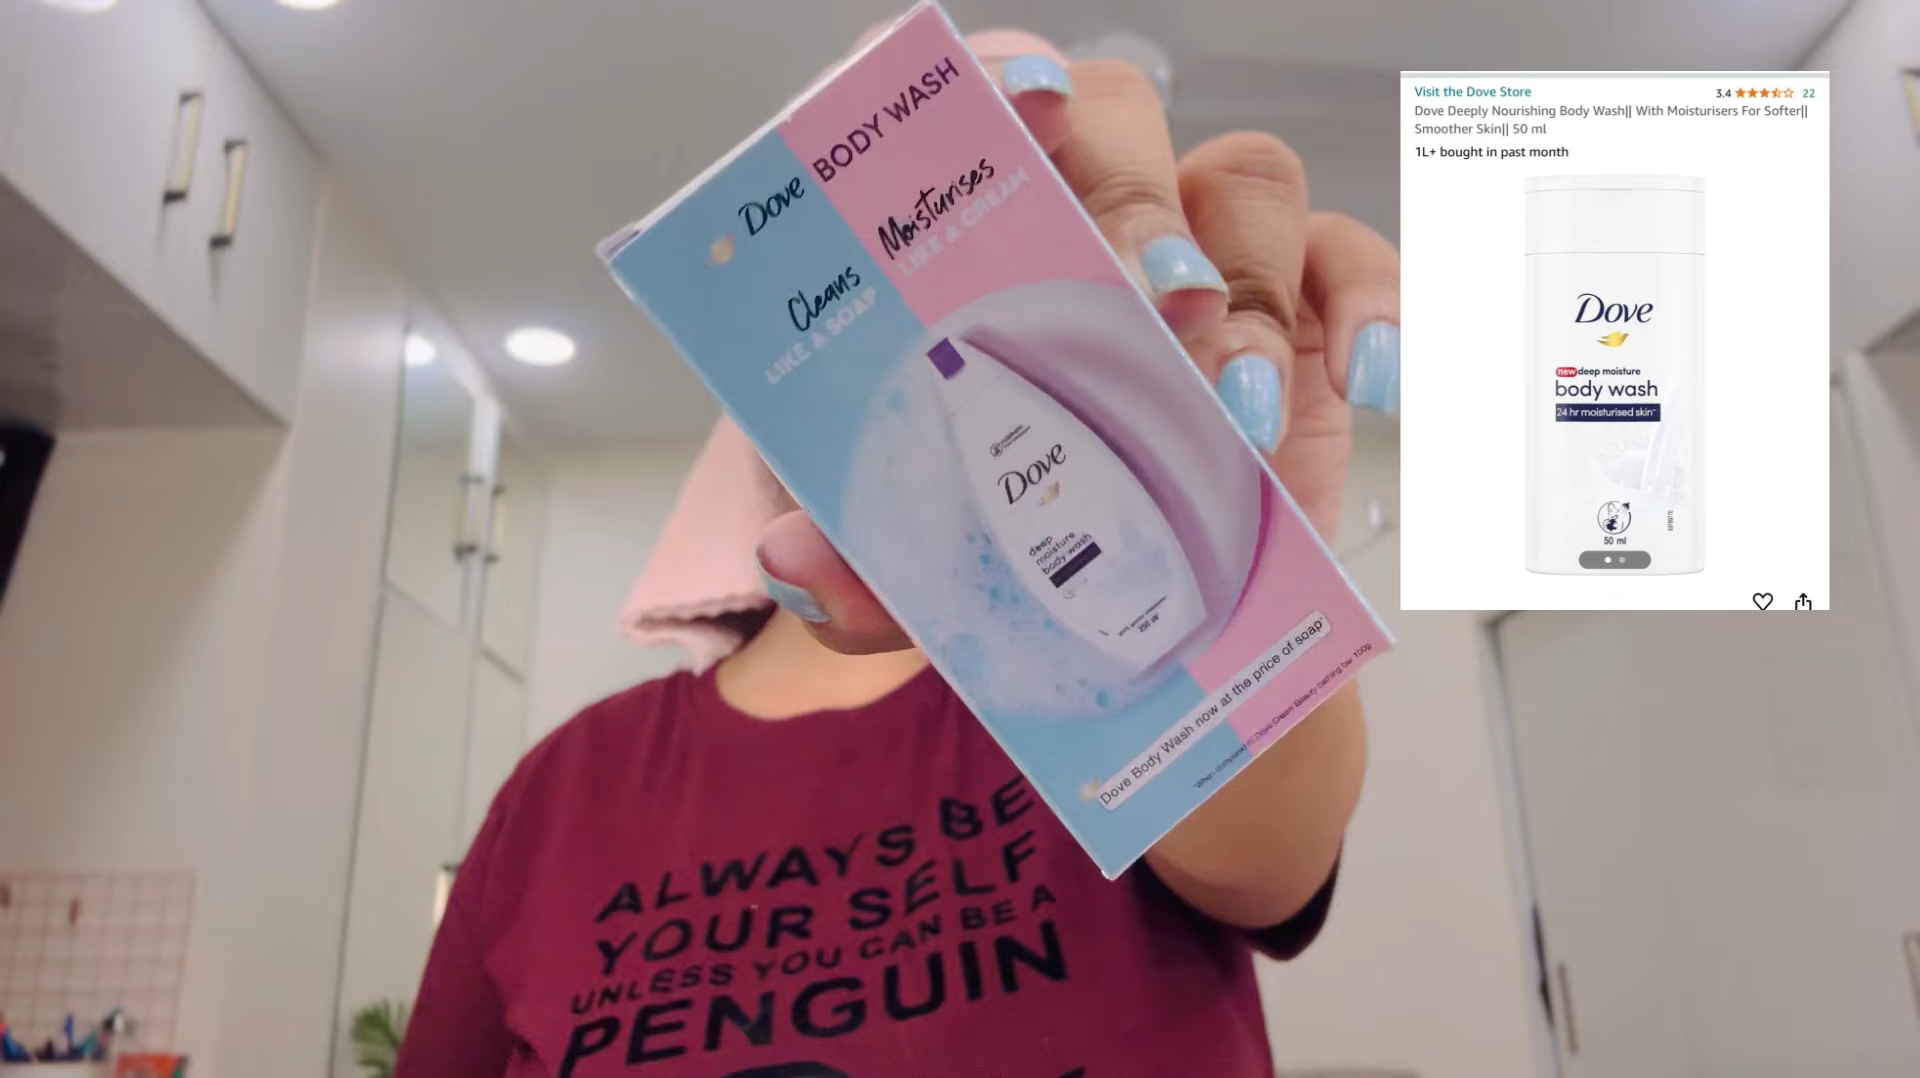 Dove BODY WASH
Cleans
LIKE A SOAP
Moisturises
LIKE A CREAM
Dove
deep
moisture
body wash
Dove Body Wash now at the price of soap*
ALWAYS BE
YOUR SELF
UNLESS YOU CAN BE A
PENGUIN
Visit the Dove Store
3.4
22
Dove Deeply Nourishing Body Wash|| With Moisturisers For Softer||
Smoother Skin|| 50 ml
1L+ bought in past month
Dove
new deep moisture
body wash
24 hr moisturised skin
50 ml